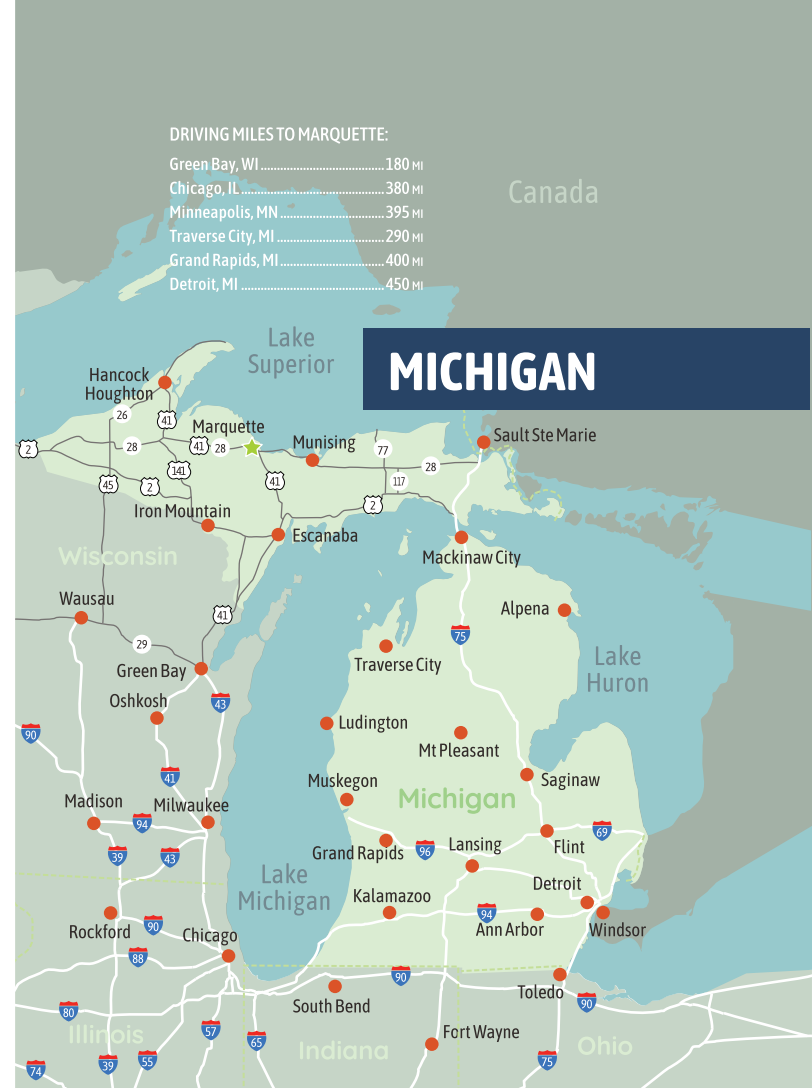 DRIVING MILES TO MARQUETTE:
Green Bay, WI 180 MI
Chicago, IL 380 MI
Minneapolis, MN 395 MI
Traverse City, MI 290 MI
Grand Rapids, MI 400 MI
Detroit, MI 450 MI
Canada
Lake
Superior
MICHIGAN
Hancock
Houghton
26
41
Marquette
2
28
41
28
Munising
77
Sault Ste Marie
28
141
45
2
41
117
2
Iron Mountain
Escanaba
Mackinaw City
Wisconsin
Wausau
41
Alpena
75
29
Green Bay
Traverse City
Lake
Huron
Oshkosh
43
90
Ludington
Mt Pleasant
41
Saginaw
Muskegon
Michigan
Madison
Milwaukee
94
39
43
Grand Rapids
96
Lansing
Flint
69
Lake
Michigan
Kalamazoo
94
Detroit
Ann Arbor
Windsor
Rockford
90
Chicago
88
90
South Bend
Toledo
90
80
Illinois
57
65
Indiana
Fort Wayne
Ohio
74
39
55
75